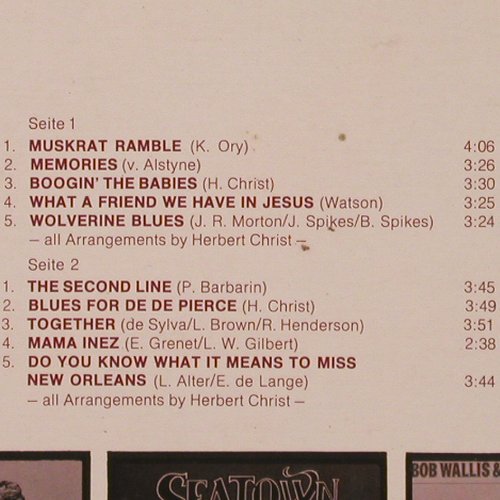 Seite 1
1. MUSKRAT RAMBLE (K. Ory) 4:06
2. MEMORIES (v. Alstyne) 3:26
3. BOOGIN' THE BABIES (H. Christ) 3:30
4. WHAT A FRIEND WE HAVE IN JESUS (Watson) 3:25
5. WOLVERINE BLUES (J. R. Morton/J. Spikes/B. Spikes) 3:24
– all Arrangements by Herbert Christ –
Seite 2
1. THE SECOND LINE (P. Barbarin) 3:45
2. BLUES FOR DE DE PIERCE (H. Christ) 3:49
3. TOGETHER (de Sylva/L. Brown/R. Henderson) 3:51
4. MAMA INEZ (E. Grenet/L. W. Gilbert) 2:38
5. DO YOU KNOW WHAT IT MEANS TO MISS
NEW ORLEANS (L. Alter/E. de Lange) 3:44
– all Arrangements by Herbert Christ –
SEATOWN
BOB WALLIS &